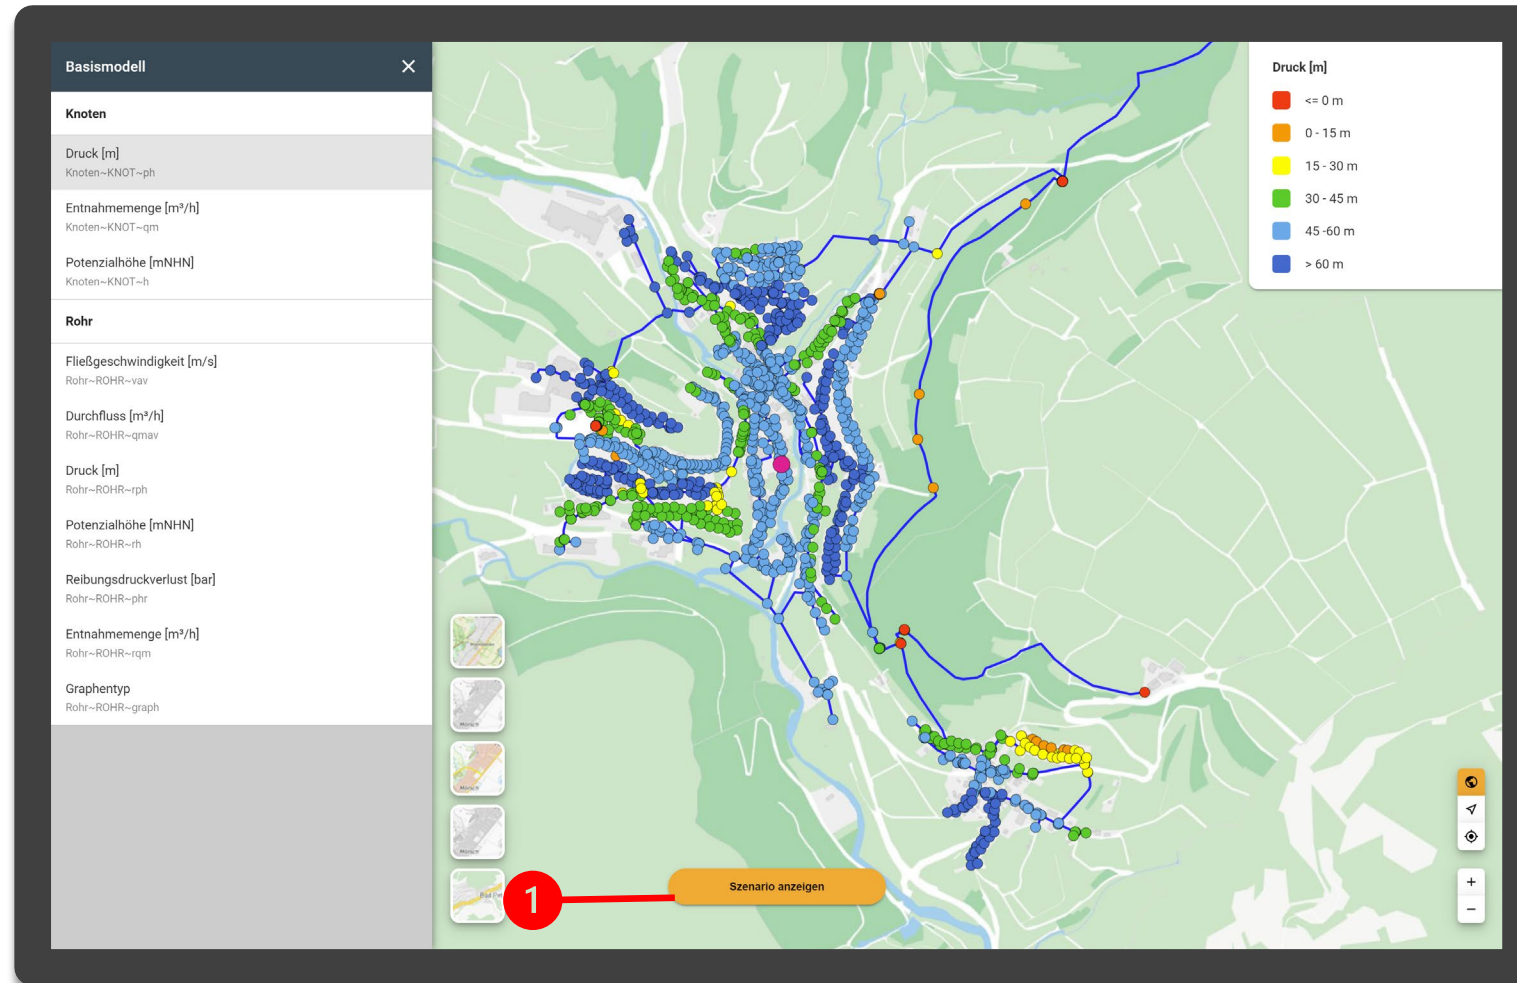 Basismodell
Knoten
Druck [m]
Knoten~KNOT~ph
Entnahmemenge [m³/h]
Knoten~KNOT~qm
Potenzialhöhe [mNHN]
Knoten~KNOT~h
Rohr
Fließgeschwindigkeit [m/s]
Rohr~ROHR~vav
Durchfluss [m³/h]
Rohr~ROHR~qmav
Druck [m]
Rohr~ROHR~rph
Potenzialhöhe [mNHN]
Rohr~ROHR~rh
Reibungsdruckverlust [bar]
Rohr~ROHR~phr
Entnahmemenge [m³/h]
Rohr~ROHR~rqm
Graphentyp
Rohr~ROHR~graph
Druck [m]
<= 0 m
0 - 15 m
15 - 30 m
30 - 45 m
45 -60 m
> 60 m
1
Szenario anzeigen
+
−